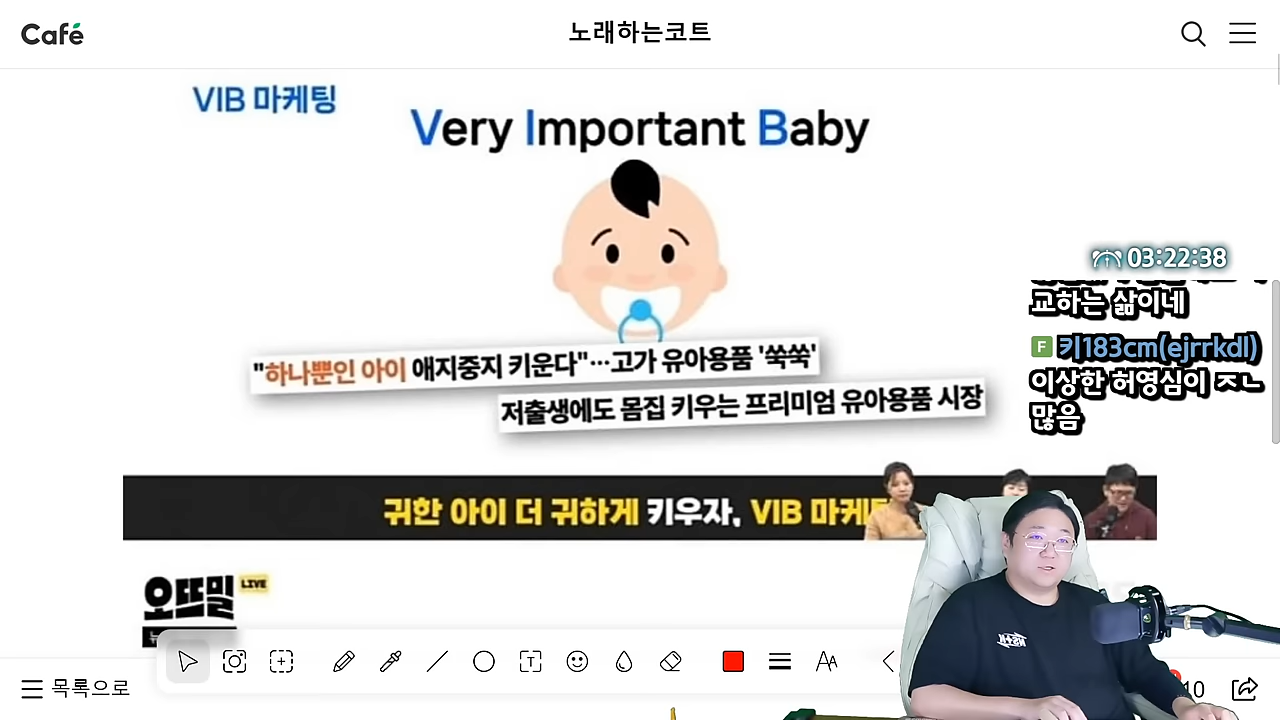 Café
노래하는코트
VIB 마케팅
Very Important Baby
"하나뿐인 아이 애지중지 키운다"…고가 유아용품 '쑥쑥'
저출생에도 몸집 키우는 프리미엄 유아용품 시장
03:22:38
교하는 삶이네
F 키183cm(ejrrkdl)
이상한 허영심이 ㅈㄴ
많음
귀한 아이 더 귀하게 키우자, VIB 마케
오뜨밀 LIVE
목록으로
10